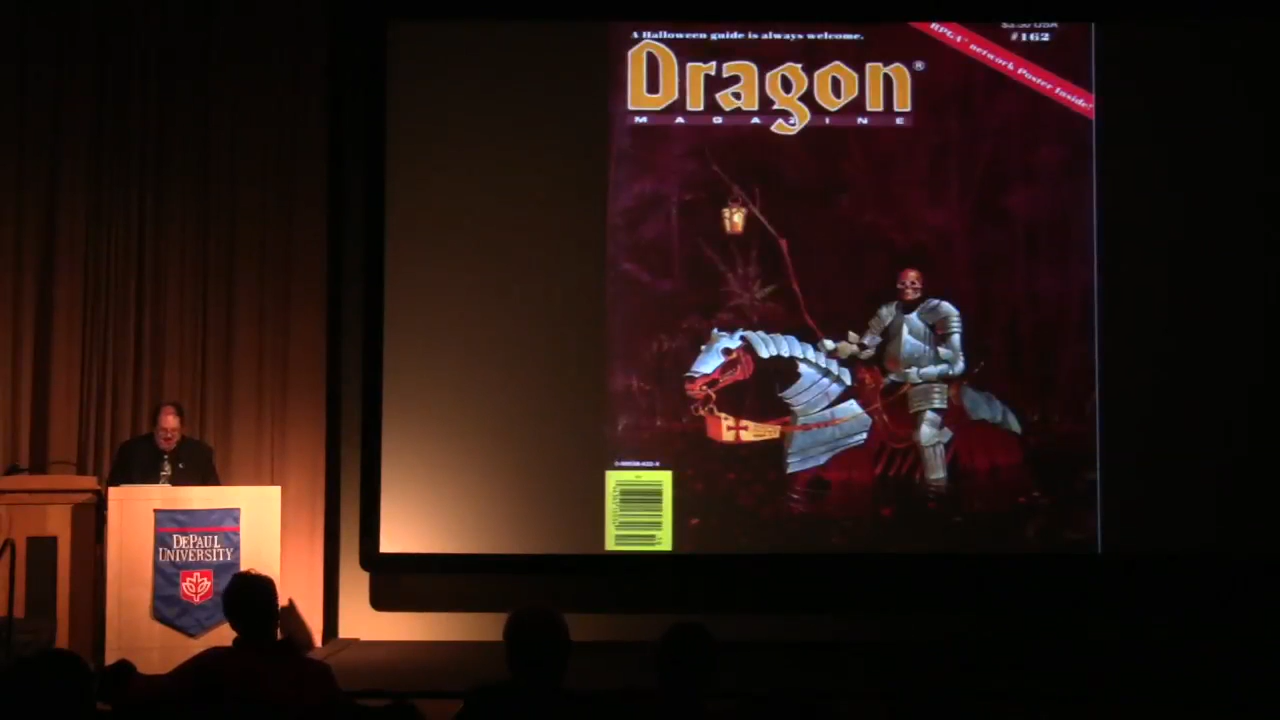 A Halloween guide is always welcome.
#162
RPGA™ network Poster Inside!
Dragon®
MAGAZINE
DEPAUL
UNIVERSITY